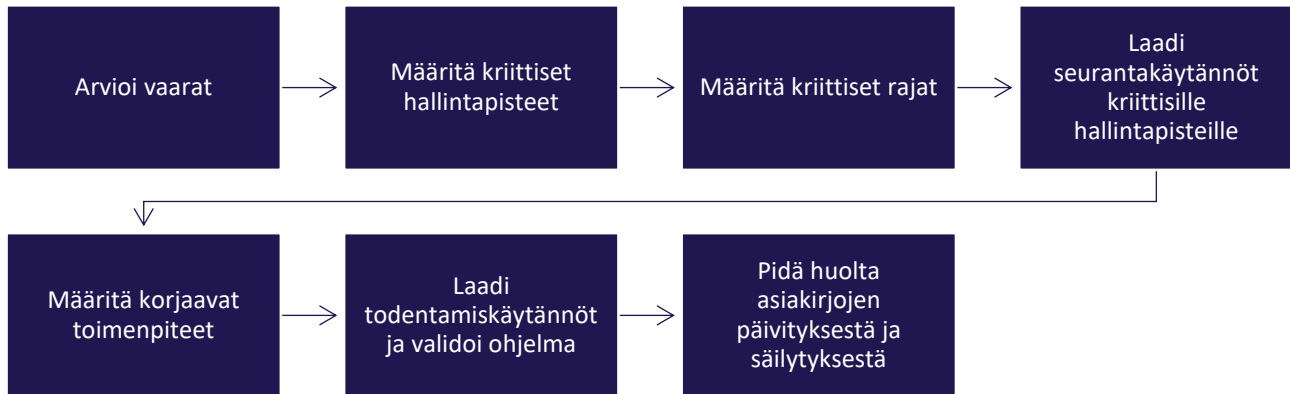 Arvioi vaarat
Määritä kriittiset
hallintapisteet
Määritä kriittiset rajat
Laadi
seurantakäytännöt
kriittisille
hallintapisteille
Määritä korjaavat
toimenpiteet
Laadi
todentamiskäytännöt
ja validoi ohjelma
Pidä huolta
asiakirjojen
päivityksestä ja
säilytyksestä